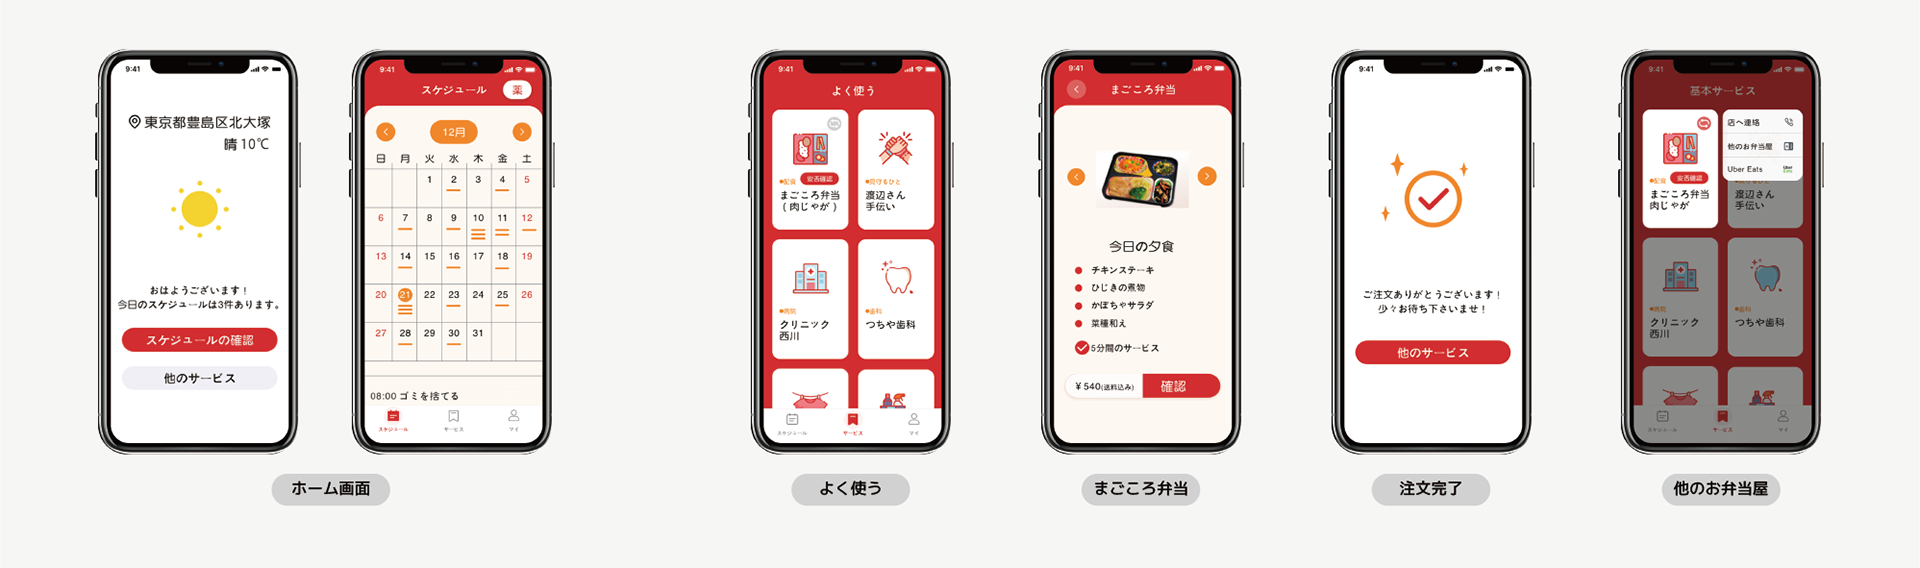 9:41
東京都豊島区北大塚
晴 10℃
おはようございます！
今日のスケジュールは3件あります。
スケジュールの確認
他のサービス
9:41
スケジュール
薬
12月
日 月 火 水 木 金 土
1 2 3 4 5
6 7 8 9 10 11 12
13 14 15 16 17 18 19
20 21 22 23 24 25 26
27 28 29 30 31
08:00 ゴミを捨てる
スケジュール サービス マイ
ホーム画面
9:41
よく使う
配食 安否確認
まごころ弁当
( 肉じゃが )
見守るひと
渡辺さん
手伝い
病院
クリニック
西川
歯科
つちや歯科
スケジュール サービス マイ
よく使う
9:41
まごころ弁当
今日の夕食
チキンステーキ
ひじきの煮物
かぼちゃサラダ
菜種和え
5分間のサービス
¥ 540(送料込み)
確認
まごころ弁当
9:41
ご注文ありがとうございます！
少々お待ち下さいませ！
他のサービス
注文完了
9:41
基本サービス
配食 安否確認
まごころ弁当
肉じゃが
店へ連絡
他のお弁当屋
Uber Eats
Uber Eats
渡辺さん
手伝い
病院
クリニック
西川
歯科
つちや歯科
スケジュール サービス マイ
他のお弁当屋